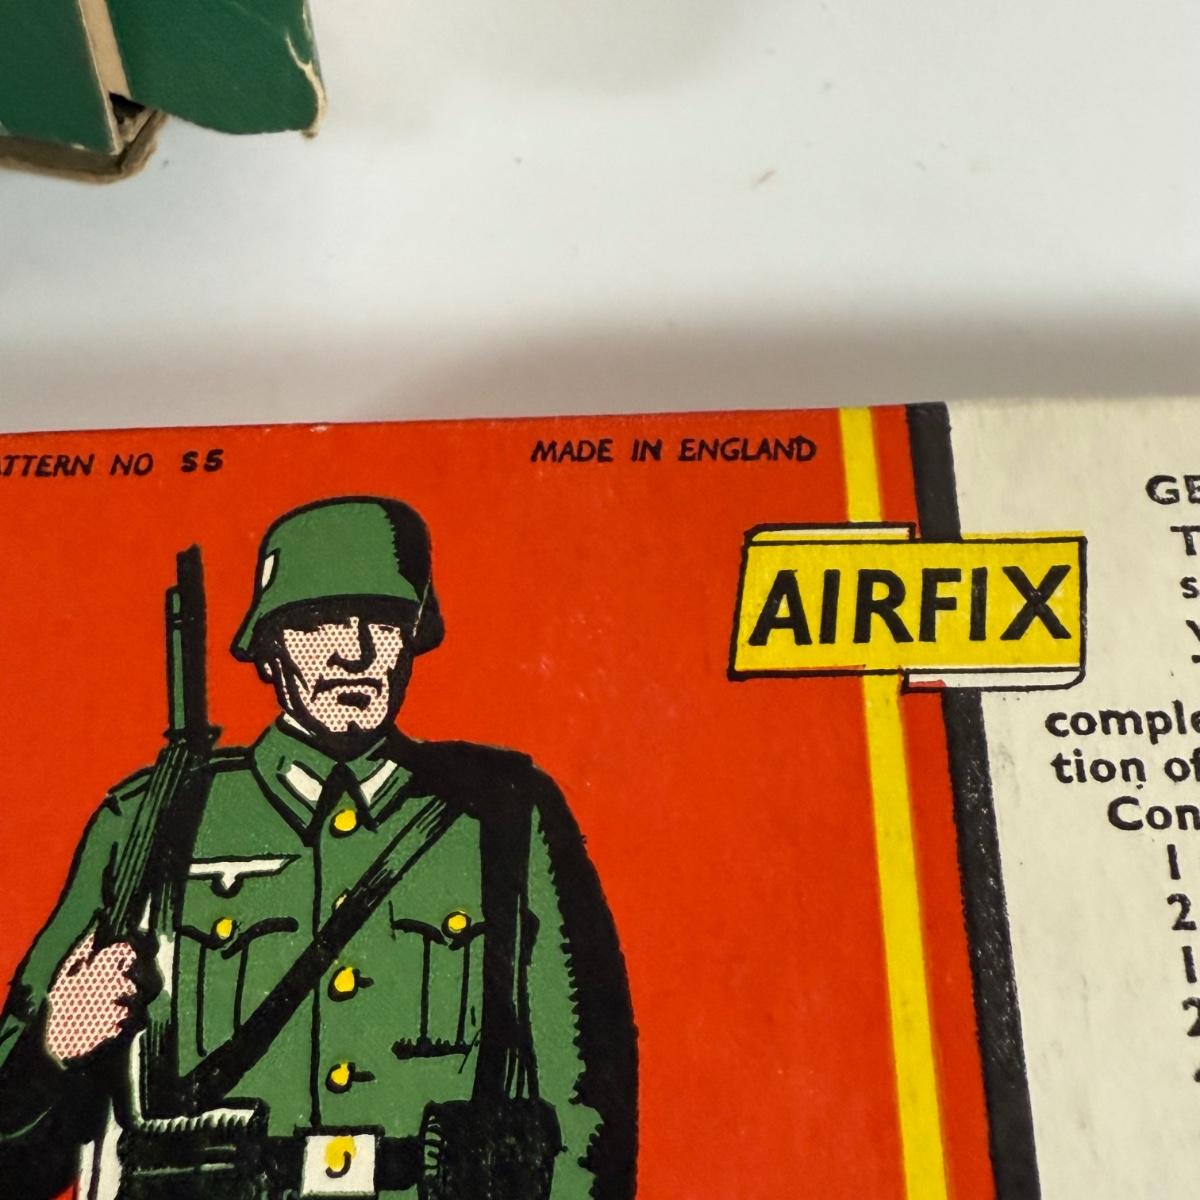 ATTERN NO S5
MADE IN ENGLAND
AIRFIX
GE
T
s
comple
tion of
Con
1
2
1
2